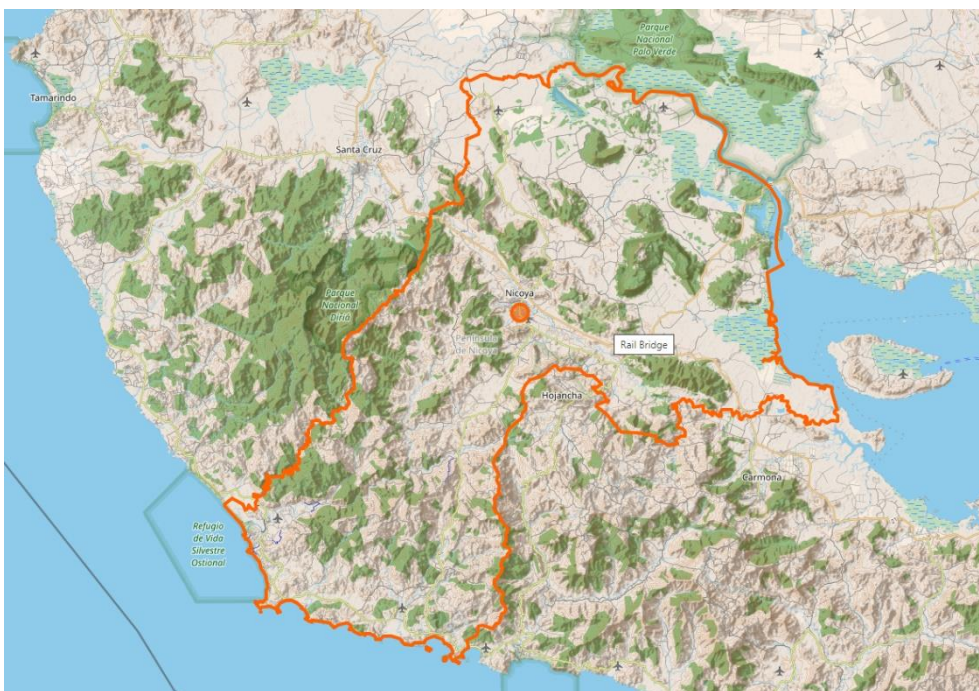 Parque
Nacional
Palo Verde
Tamarindo
Santa Cruz
Parque
Nacional
Diriá
Nicoya
Península
de Nicoya
Rail Bridge
Hojancha
Carmona
Refugio
de Vida
Silvestre
Ostional